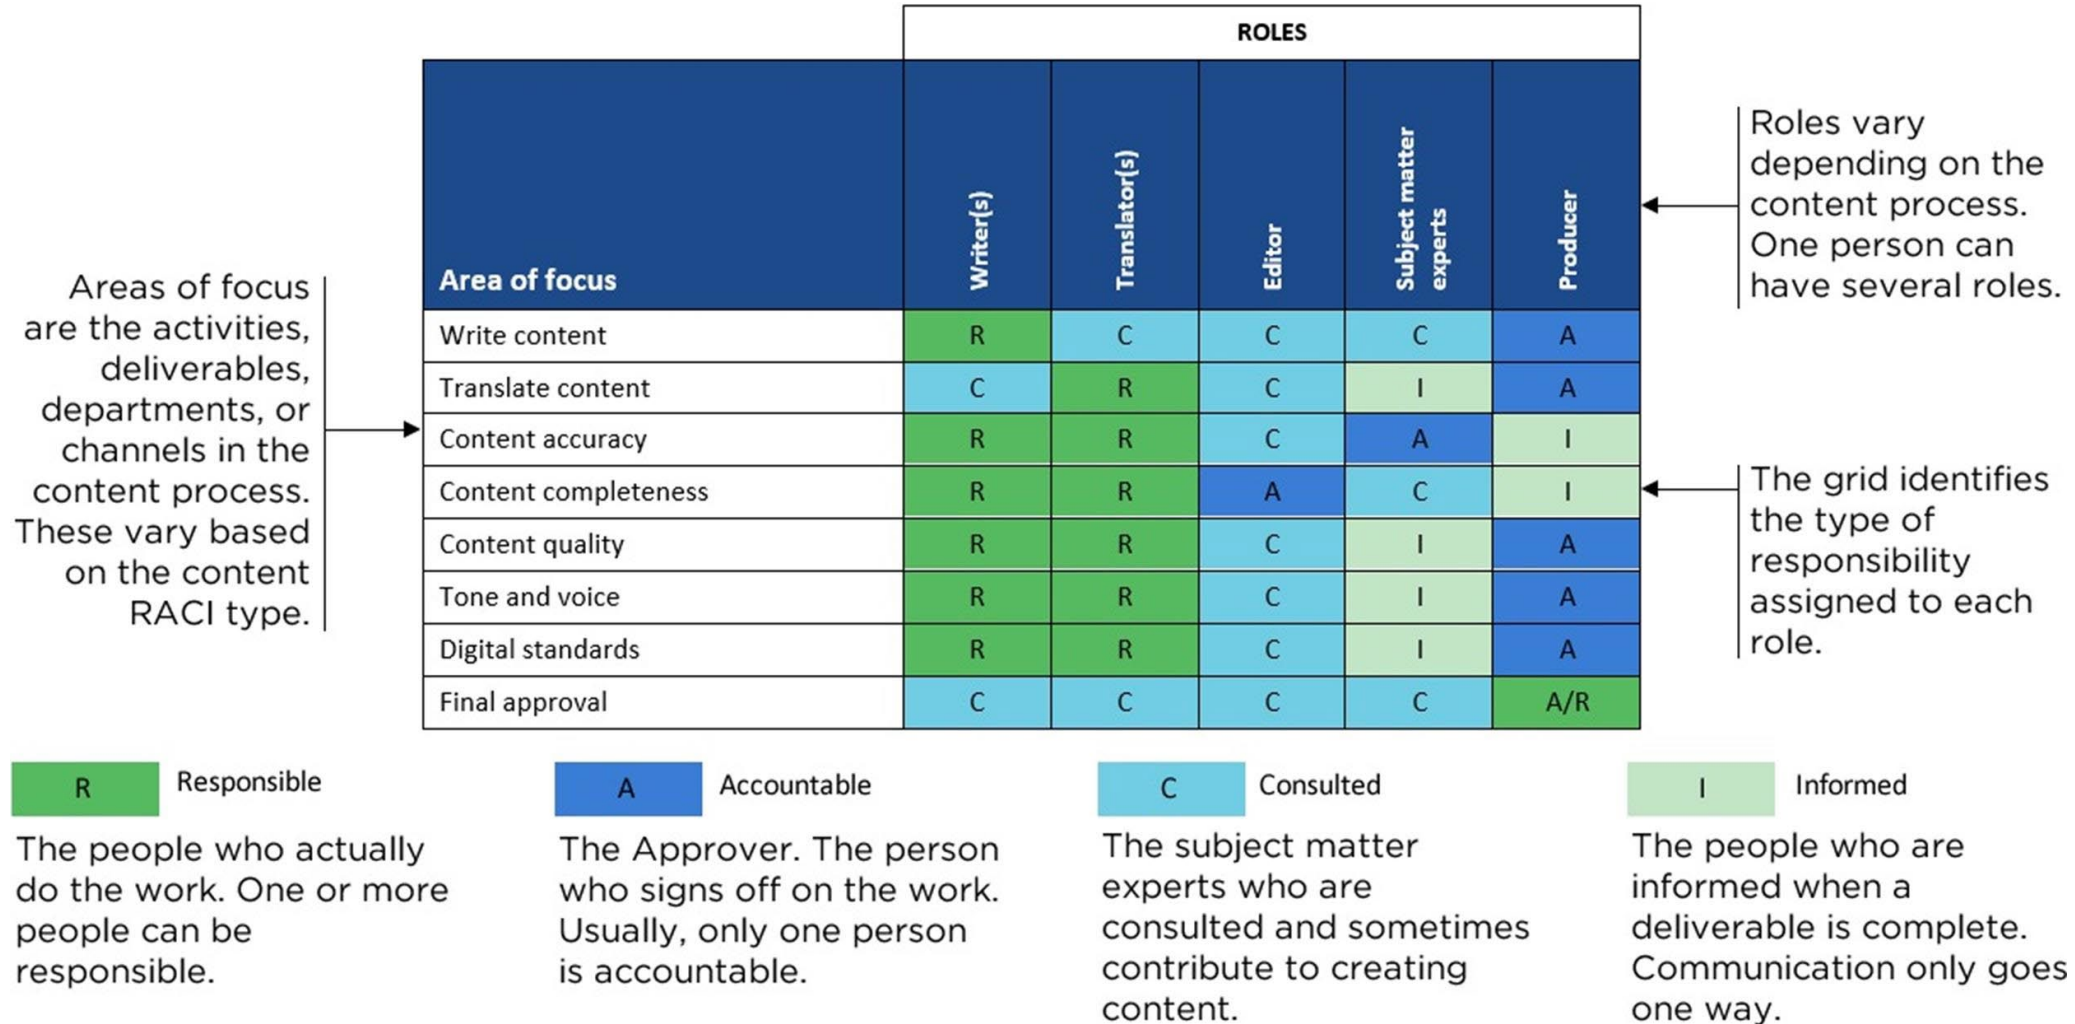 ROLES
Area of focus
Writer(s)
Translator(s)
Editor
Subject matter
experts
Producer
Write content R C C C A
Translate content C R C I A
Content accuracy R R C A I
Content completeness R R A C I
Content quality R R C I A
Tone and voice R R C I A
Digital standards R R C I A
Final approval C C C C A/R
Areas of focus
are the activities,
deliverables,
departments, or
channels in the
content process.
These vary based
on the content
RACI type.
Roles vary
depending on the
content process.
One person can
have several roles.
The grid identifies
the type of
responsibility
assigned to each
role.
R Responsible
The people who actually
do the work. One or more
people can be
responsible.
A Accountable
The Approver. The person
who signs off on the work.
Usually, only one person
is accountable.
C Consulted
The subject matter
experts who are
consulted and sometimes
contribute to creating
content.
I Informed
The people who are
informed when a
deliverable is complete.
Communication only goes
one way.